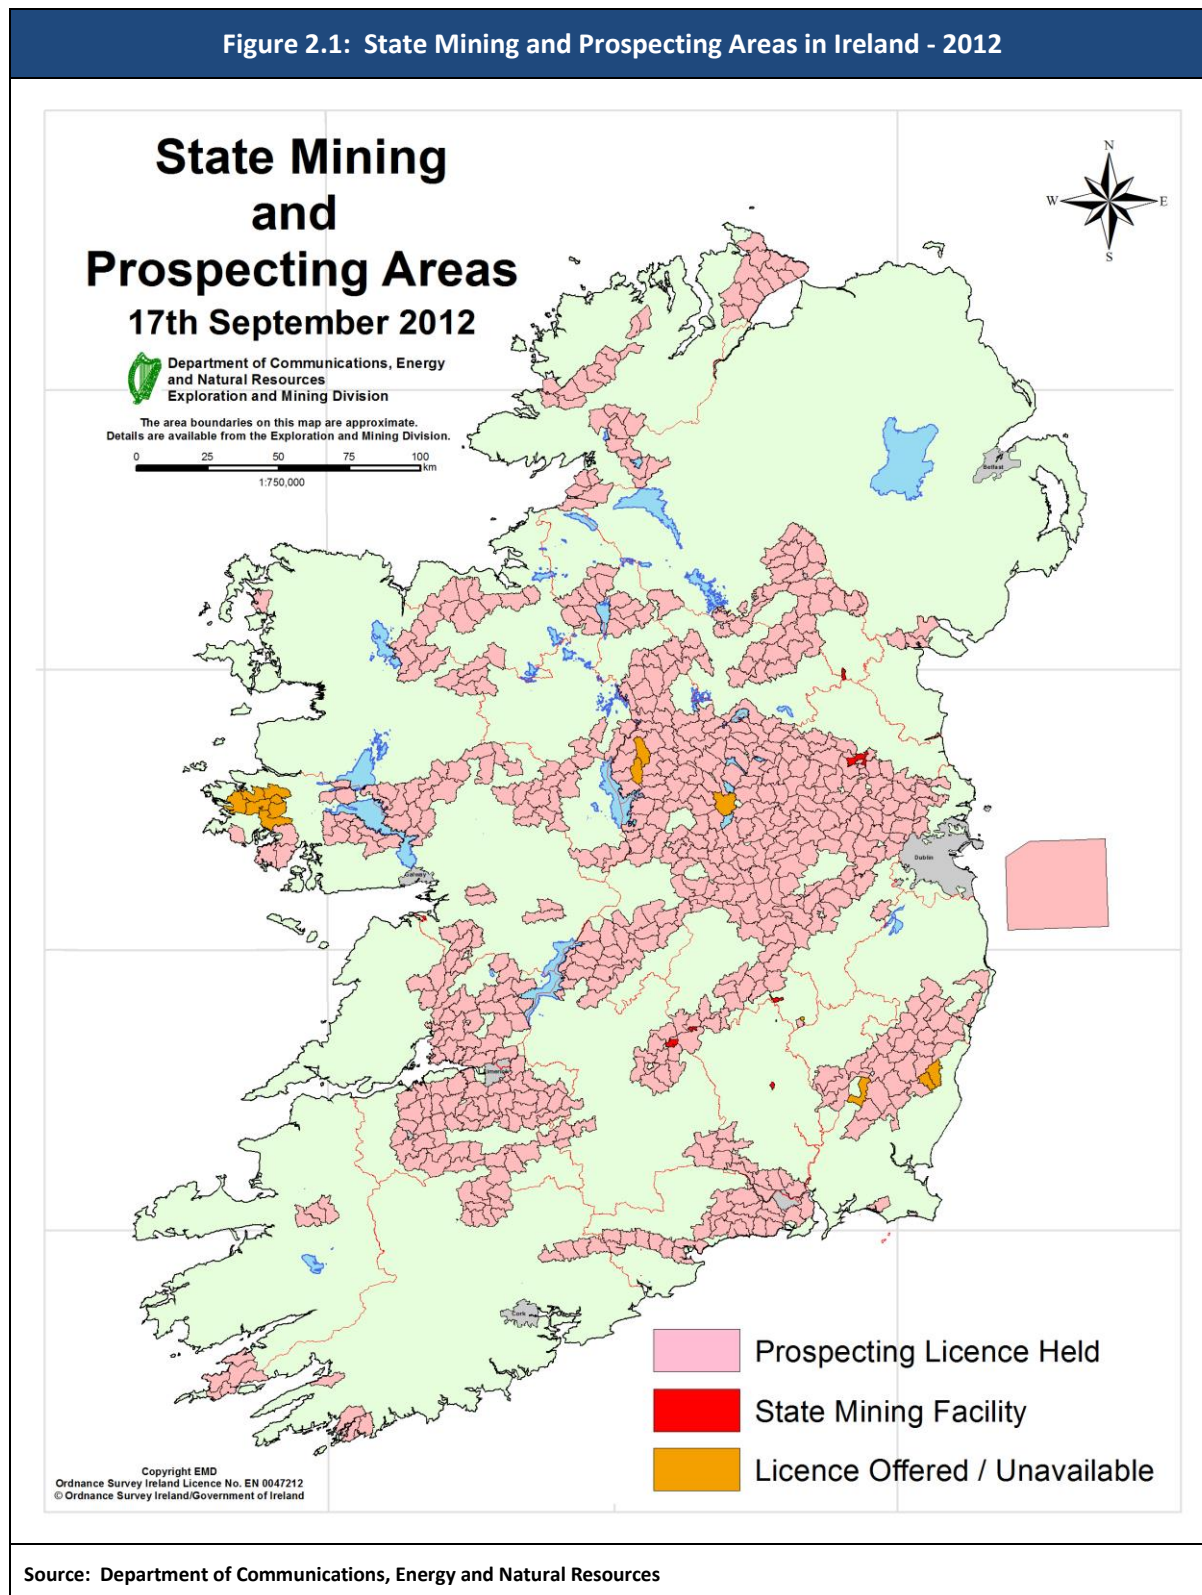 Figure 2.1: State Mining and Prospecting Areas in Ireland - 2012
State Mining
and
Prospecting Areas
17th September 2012
Department of Communications, Energy
and Natural Resources
Exploration and Mining Division
The area boundaries on this map are approximate.
Details are available from the Exploration and Mining Division.
0 25 50 75 100
km
1:750,000
N
W E
S
Belfast
Dublin
Galway
Cork
Prospecting Licence Held
State Mining Facility
Licence Offered / Unavailable
Copyright EMD
Ordnance Survey Ireland Licence No. EN 0047212
© Ordnance Survey Ireland/Government of Ireland
Source: Department of Communications, Energy and Natural Resources